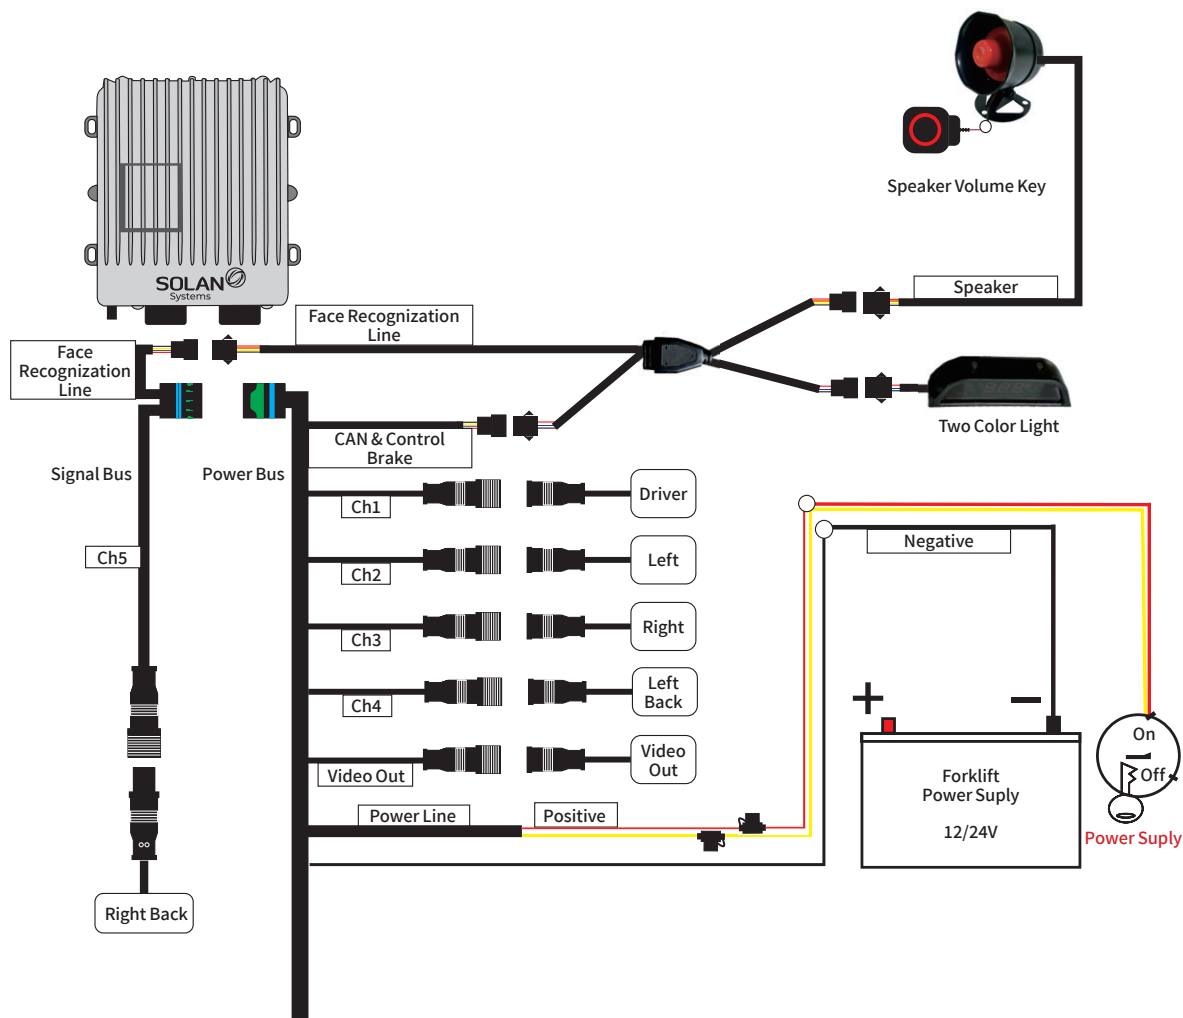 Speaker Volume Key
SOLAN
Systems
Speaker
Face Recognization
Line
Face
Recognization
Line
Two Color Light
CAN & Control
Brake
Signal Bus
Power Bus
Ch1
Driver
Ch2
Left
Ch3
Right
Ch4
Left
Back
Ch5
Video Out
Video
Out
Negative
Power Line
Positive
On
Off
Forklift
Power Suply
12/24V
Power Suply
Right Back